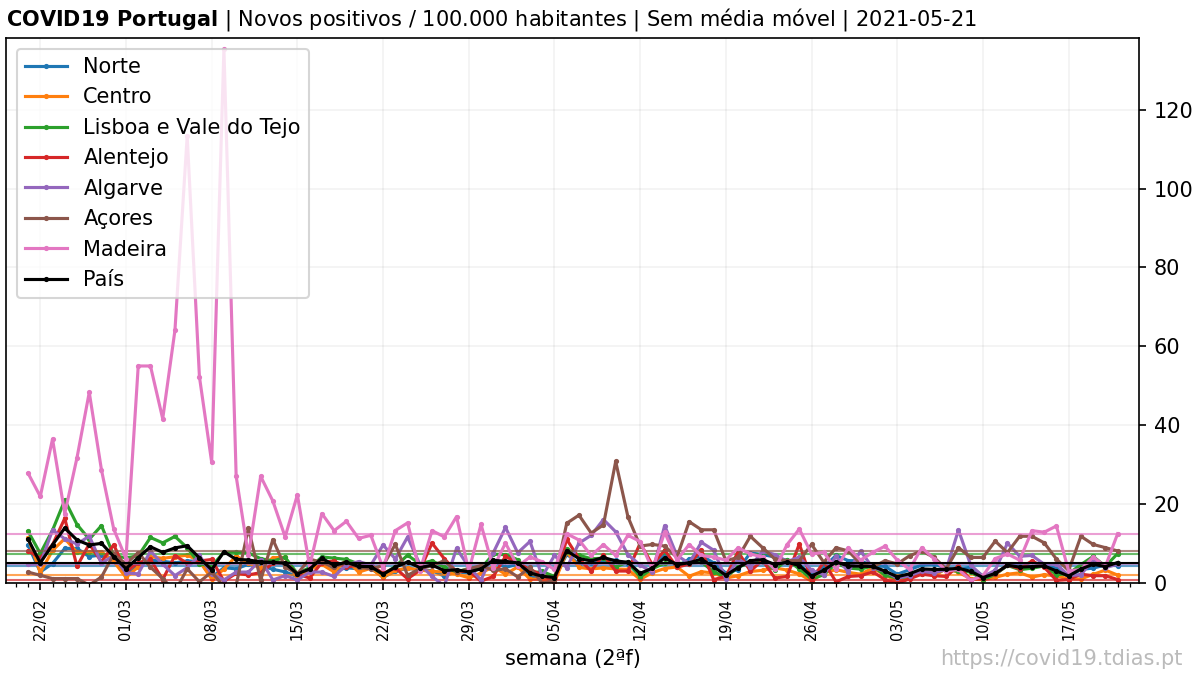 COVID19 Portugal | Novos positivos / 100.000 habitantes | Sem média móvel | 2021-05-21
Norte
Centro
Lisboa e Vale do Tejo
Alentejo
Algarve
Açores
Madeira
País
120
100
80
60
40
20
0
22/02
01/03
08/03
15/03
22/03
29/03
05/04
12/04
19/04
26/04
03/05
10/05
17/05
semana (2ªf)
https://covid19.tdias.pt